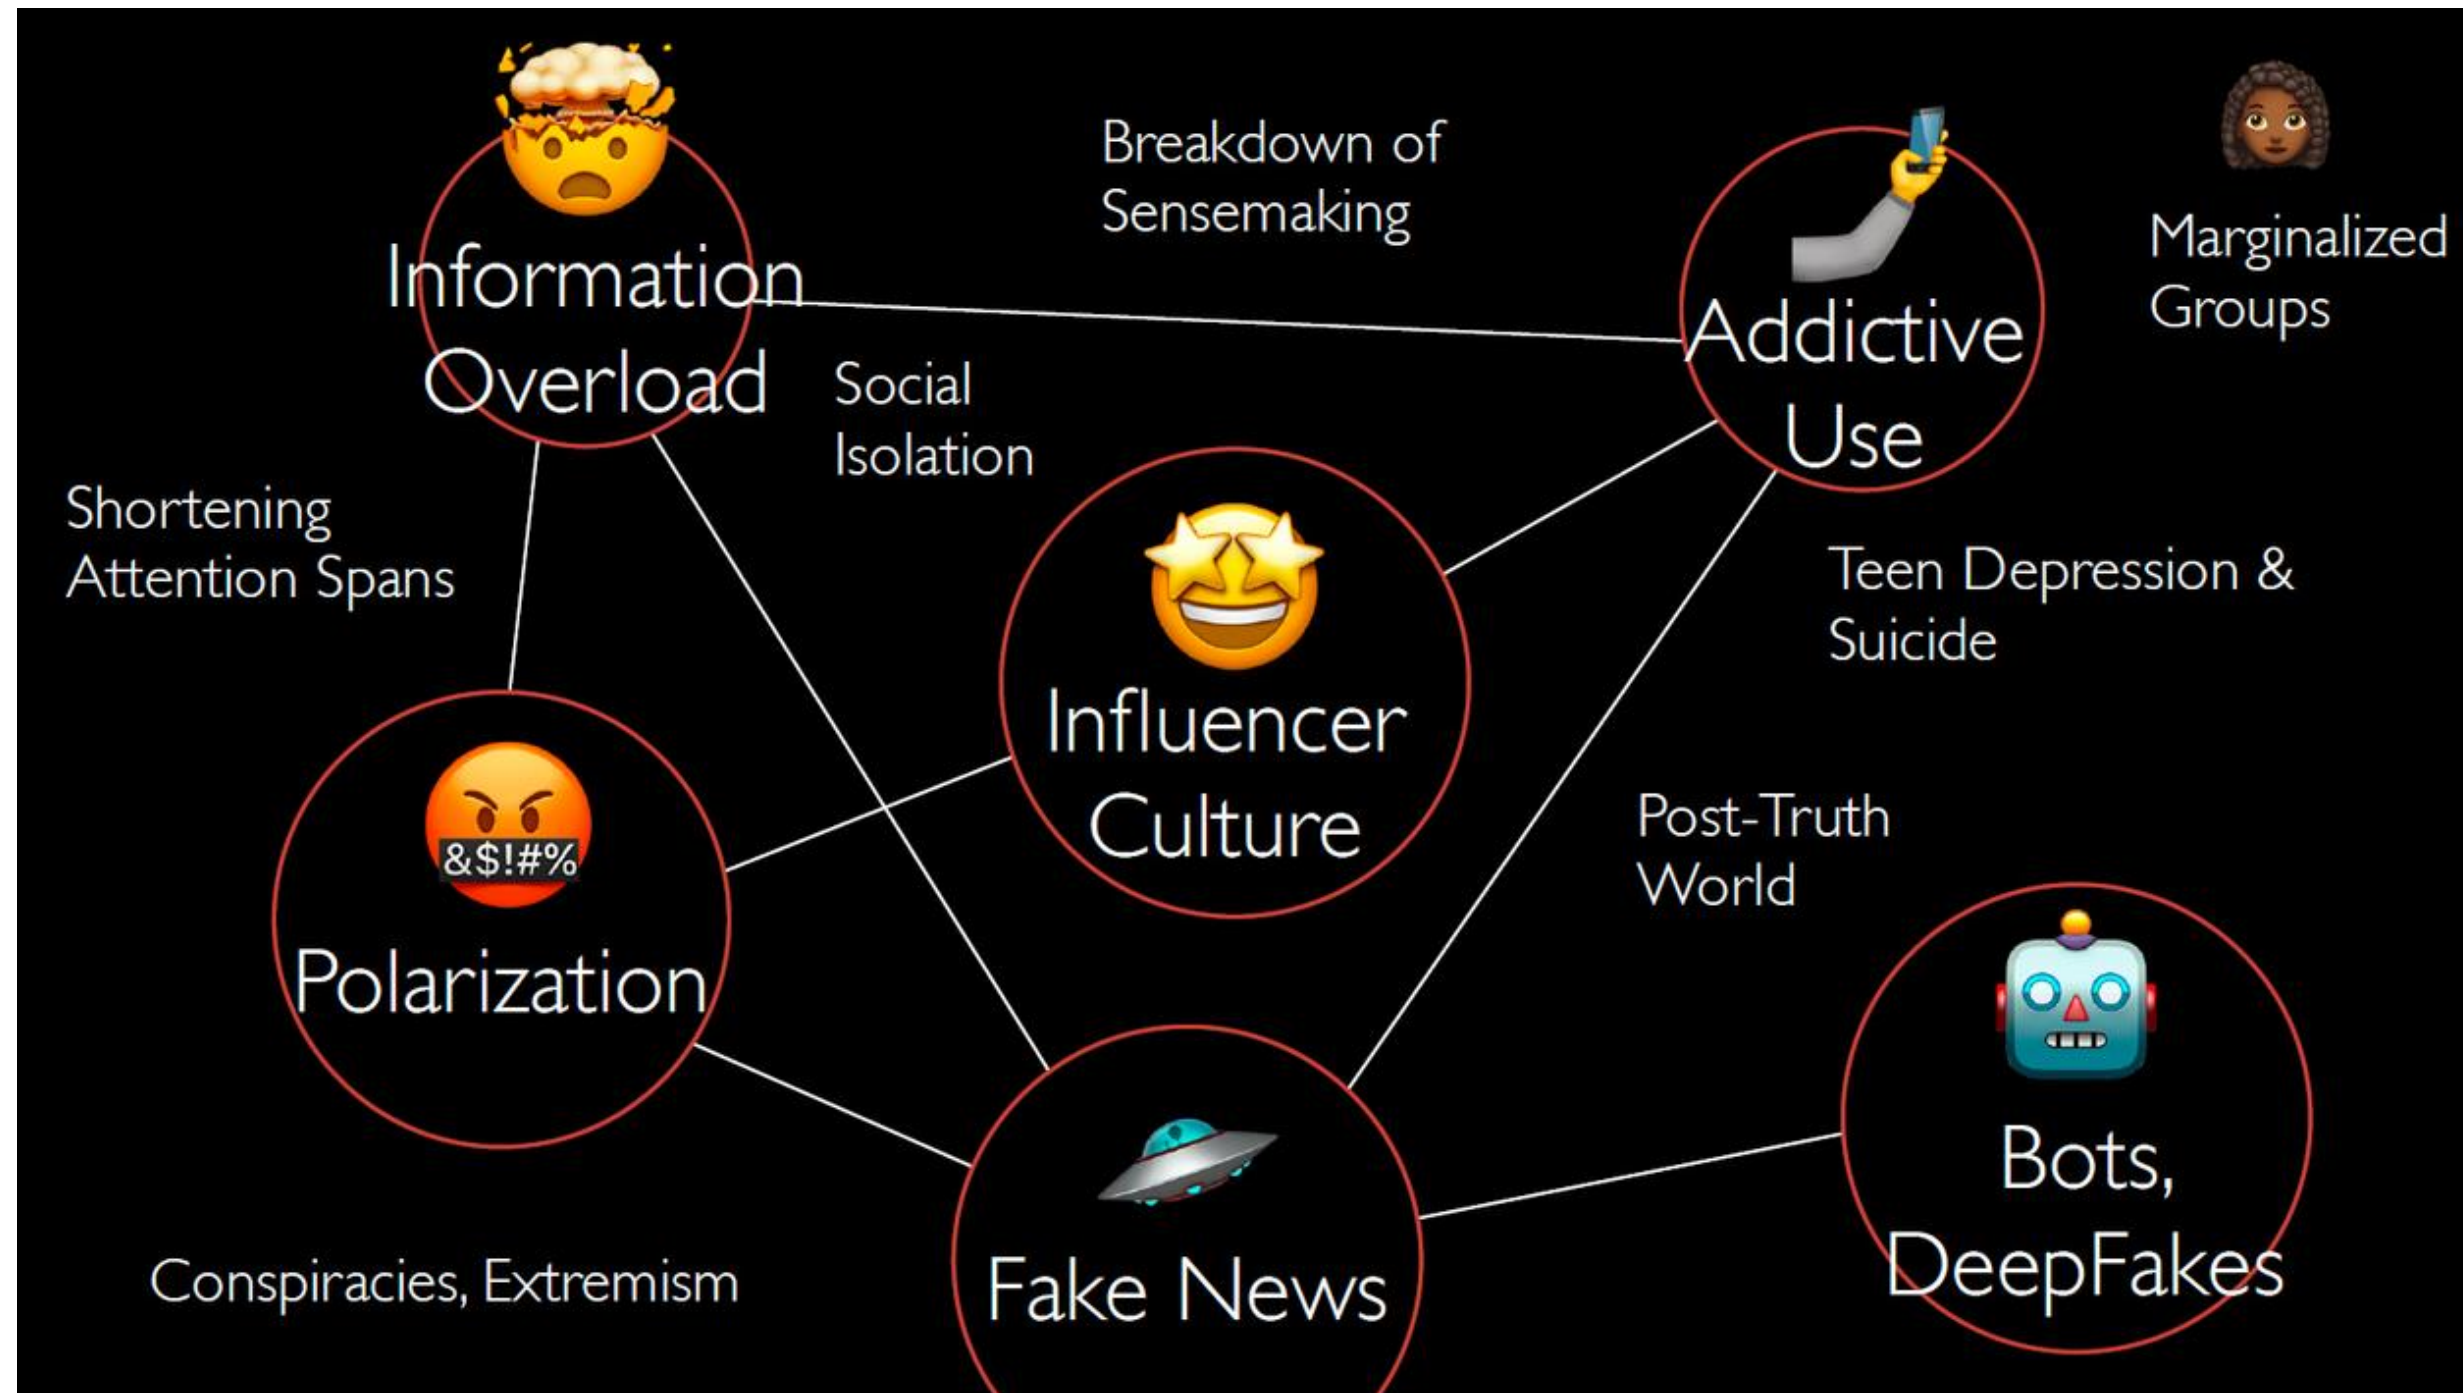 Breakdown of
Sensemaking
Information
Overload
Addictive
Use
Marginalized
Groups
Social
Isolation
Shortening
Attention Spans
Influencer
Culture
Teen Depression &
Suicide
&$!#%
Polarization
Post-Truth
World
Bots,
DeepFakes
Fake News
Conspiracies, Extremism